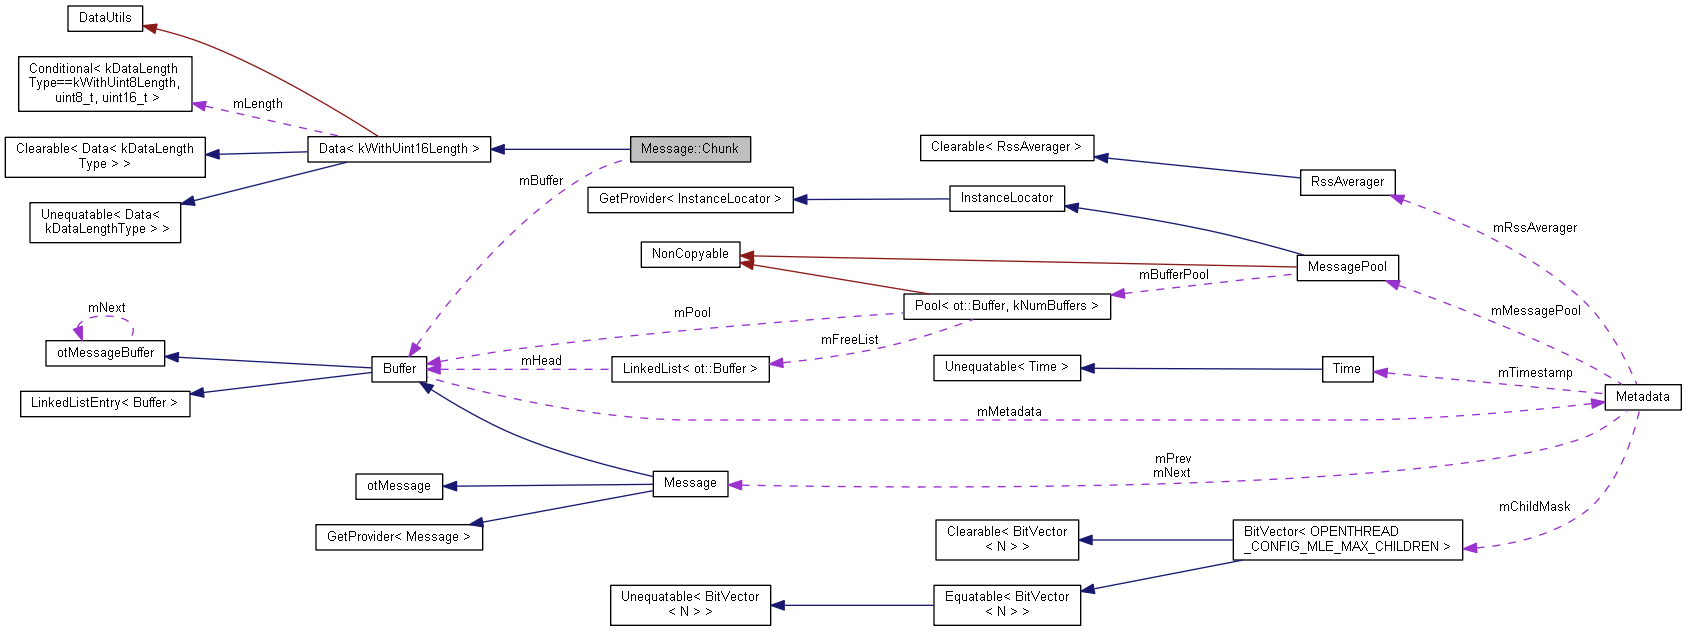 DataUtils
Conditional< kDataLength
Type==kWithUint8Length,
uint8_t, uint16_t >
mLength
Clearable< Data< kDataLength
Type > >
Data< kWithUint16Length >
Message::Chunk
Unequatable< Data<
kDataLengthType > >
mBuffer
Clearable< RssAverager >
RssAverager
GetProvider< InstanceLocator >
InstanceLocator
mRssAverager
NonCopyable
MessagePool
mBufferPool
Pool< ot::Buffer, kNumBuffers >
mMessagePool
mNext
mPool
mFreeList
otMessageBuffer
Buffer
mHead
LinkedList< ot::Buffer >
Unequatable< Time >
Time
mTimestamp
LinkedListEntry< Buffer >
mMetadata
Metadata
mPrev
mNext
otMessage
Message
GetProvider< Message >
mChildMask
Clearable< BitVector
< N > >
BitVector< OPENTHREAD
_CONFIG_MLE_MAX_CHILDREN >
Unequatable< BitVector
< N > >
Equatable< BitVector
< N > >